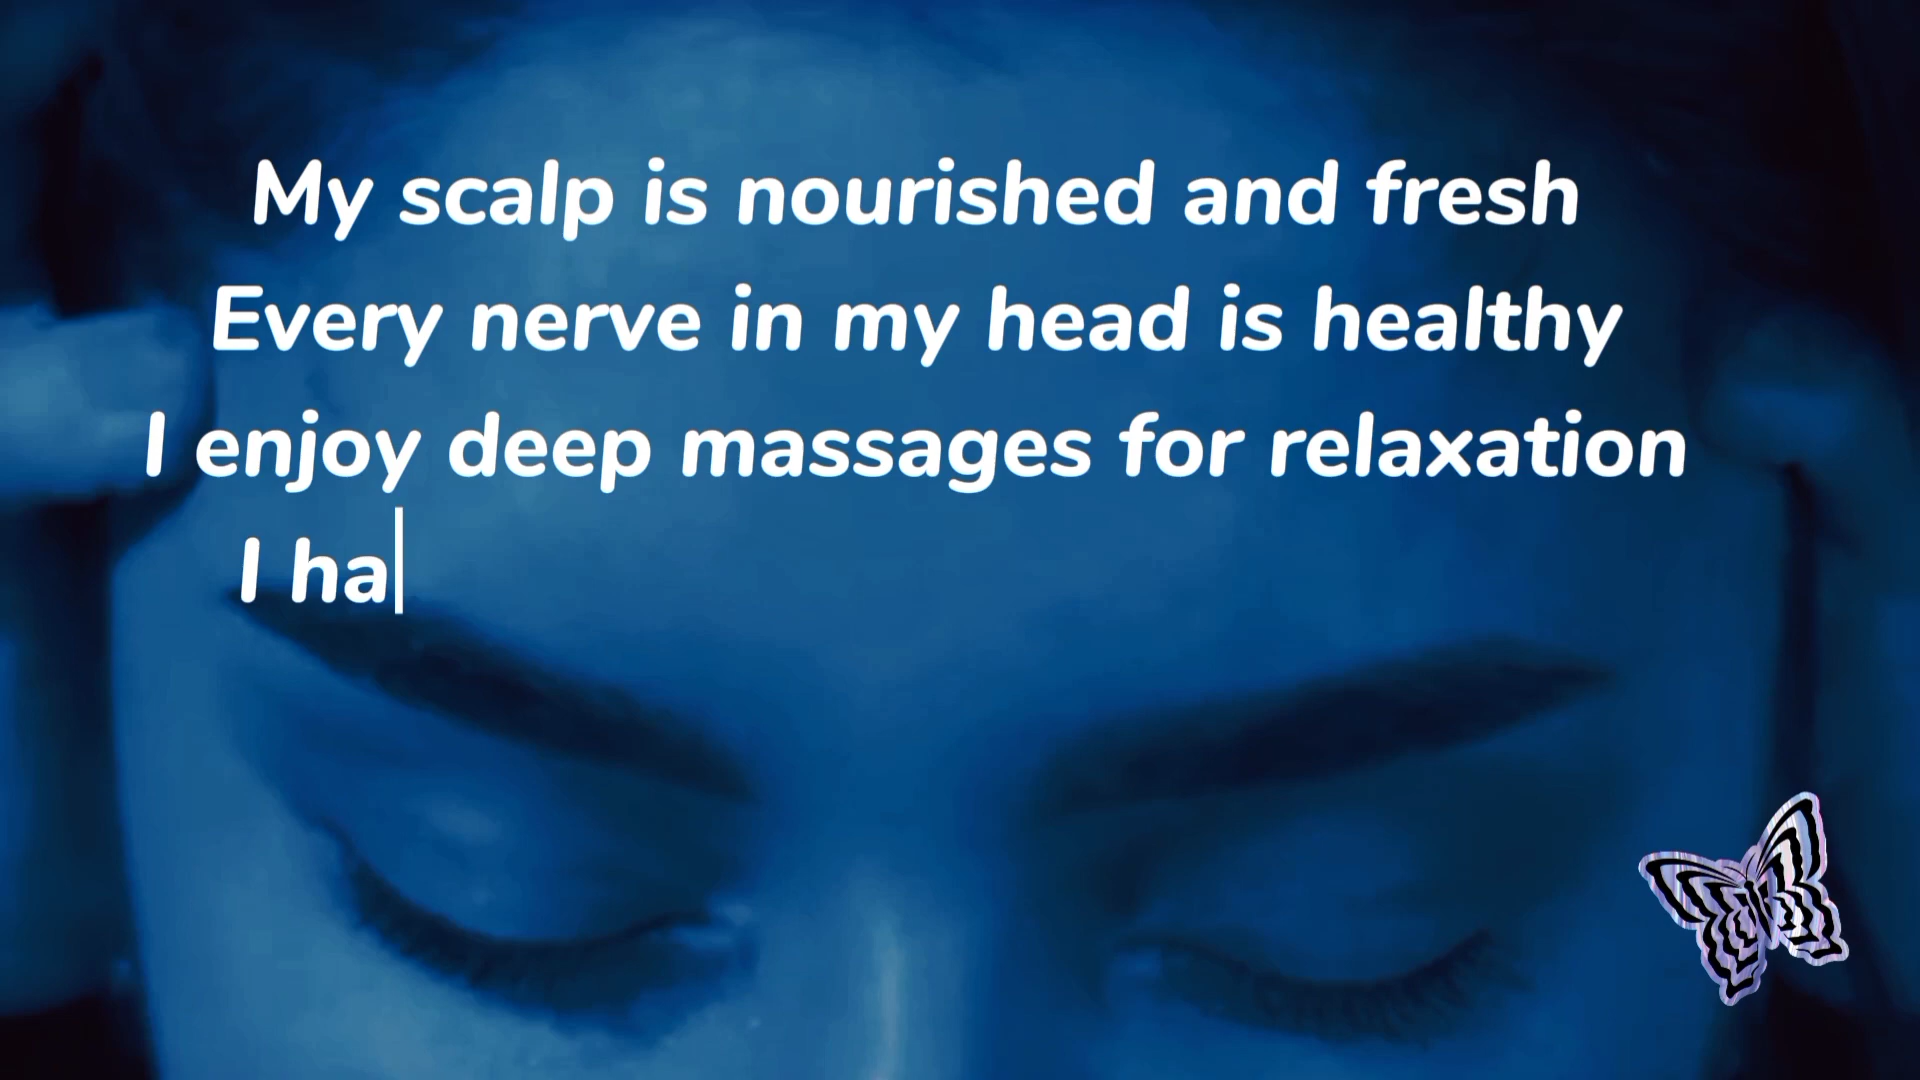 My scalp is nourished and fresh
Every nerve in my head is healthy
I enjoy deep massages for relaxation
I ha